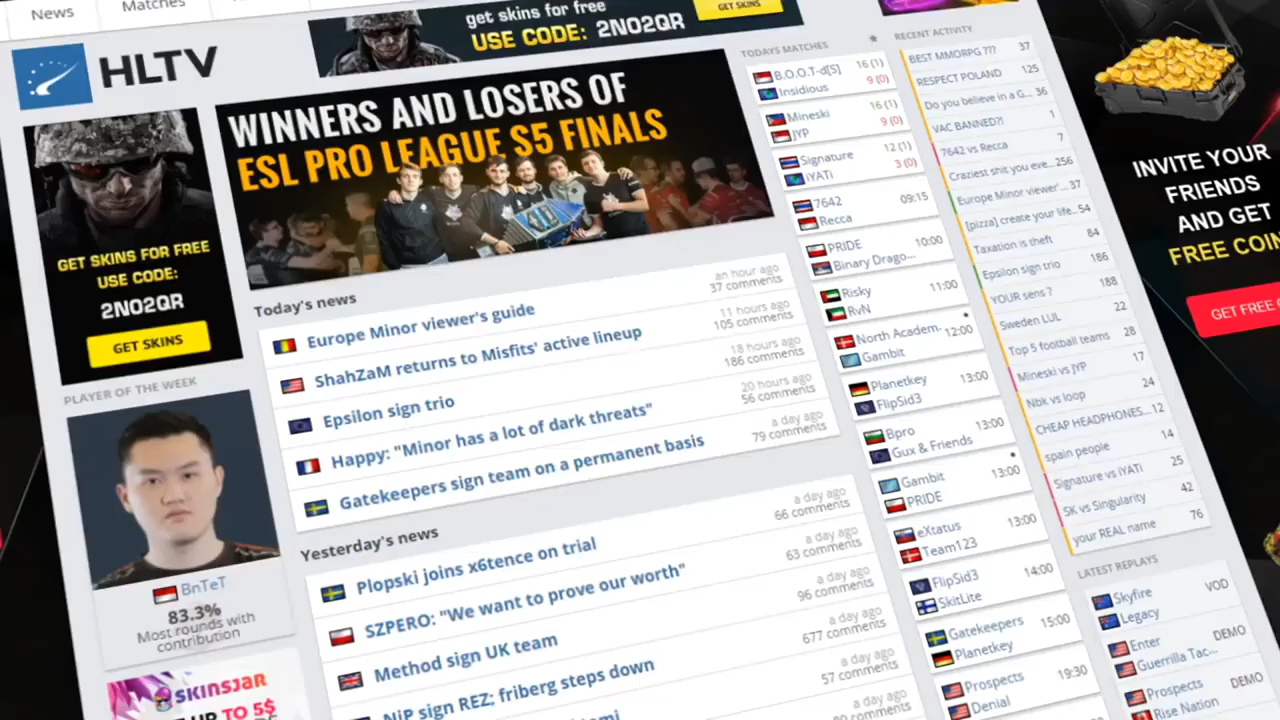 News
Matches
HLTV
get skins for free
USE CODE: 2NO2QR
GET SKINS
GET SKINS FOR FREE
USE CODE:
2NO2QR
GET SKINS
PLAYER OF THE WEEK
BnTeT
83.3%
Most rounds with
contribution
SKINSJAR
UP TO 5$
WINNERS AND LOSERS OF
ESL PRO LEAGUE S5 FINALS
Today's news
Europe Minor viewer's guide
an hour ago
37 comments
ShahZaM returns to Misfits' active lineup
11 hours ago
105 comments
Epsilon sign trio
18 hours ago
186 comments
Happy: "Minor has a lot of dark threats"
20 hours ago
56 comments
Gatekeepers sign team on a permanent basis
a day ago
79 comments
Yesterday's news
Plopski joins x6tence on trial
a day ago
66 comments
SZPERO: "We want to prove our worth"
a day ago
63 comments
Method sign UK team
a day ago
96 comments
NiP sign REZ; friberg steps down
a day ago
677 comments
a day ago
57 comments
a day ago
comments
TODAYS MATCHES
B.O.O.T-d[S] 16 (1)
Insidious 9 (0)
Mineski 16 (1)
JYP 9 (0)
Signature 12 (1)
iYATi 3 (0)
7642
Recca 09:15
PRIDE
Binary Drago... 10:00
Risky
RvN 11:00
North Academ.
Gambit 12:00
Planetkey
FlipSid3 13:00
Bpro
Gux & Friends 13:00
Gambit
PRIDE 13:00
eXtatus
Team123 13:00
FlipSid3
SkitLite 14:00
Gatekeepers
Planetkey 15:00
Prospects
Denial 19:30
RECENT ACTIVITY
BEST MMORPG ??? 37
RESPECT POLAND 125
Do you believe in a G... 36
VAC BANNED?! 1
7642 vs Recca 7
Craziest shit you eve... 256
Europe Minor viewer'... 37
[pizza] create your life... 54
Taxation is theft 84
Epsilon sign trio 186
YOUR sens ? 188
Sweden LUL 22
Top 5 football teams 28
Mineski vs JYP 17
Nbk vs loop 24
CHEAP HEADPHONES... 12
spain people 14
Signature vs iYATi 25
SK vs Singularity 42
your REAL name 76
LATEST REPLAYS
Skyfire
Legacy VOD
Enter
Guerrilla Tac... DEMO
Prospects
Rise Nation DEMO
INVITE YOUR
FRIENDS
AND GET
FREE COIN
GET FREE